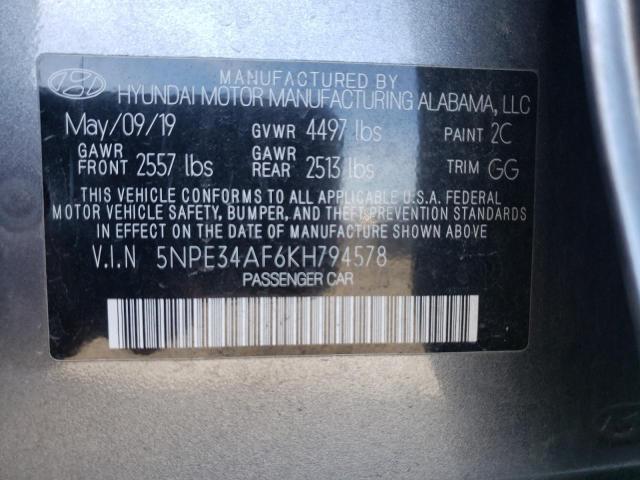 MANUFACTURED BY
HYUNDAI MOTOR MANUFACTURING ALABAMA, LLC
May/09/19 GVWR 4497 lbs PAINT 2C
GAWR FRONT 2557 lbs GAWR REAR 2513 lbs TRIM GG
THIS VEHICLE CONFORMS TO ALL APPLICABLE U.S.A. FEDERAL
MOTOR VEHICLE SAFETY, BUMPER, AND THEFT PREVENTION STANDARDS
IN EFFECT ON THE DATE OF MANUFACTURE SHOWN ABOVE.
V.I.N 5NPE34AF6KH794578
PASSENGER CAR